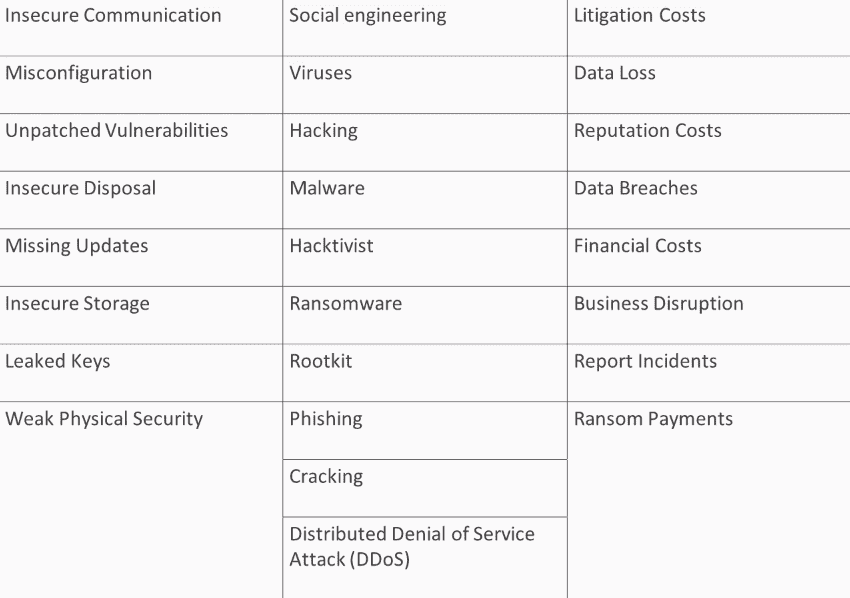 Insecure Communication
Social engineering
Litigation Costs
Misconfiguration
Viruses
Data Loss
Unpatched Vulnerabilities
Hacking
Reputation Costs
Insecure Disposal
Malware
Data Breaches
Missing Updates
Hacktivist
Financial Costs
Insecure Storage
Ransomware
Business Disruption
Leaked Keys
Rootkit
Report Incidents
Weak Physical Security
Phishing
Ransom Payments
Cracking
Distributed Denial of Service
Attack (DDoS)